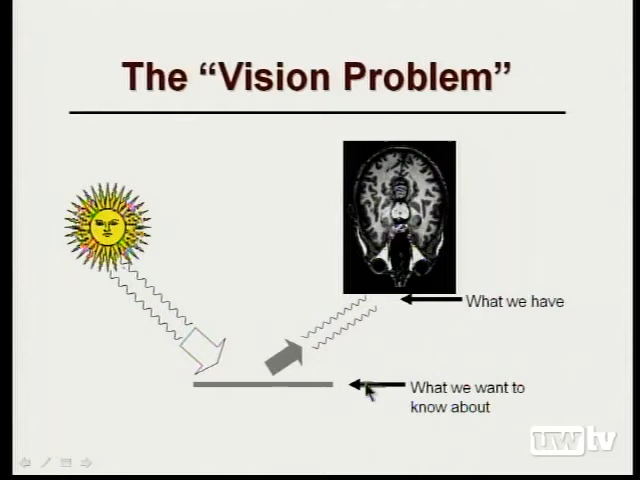 The “Vision Problem”
What we have
What we want to
know about
uwtv